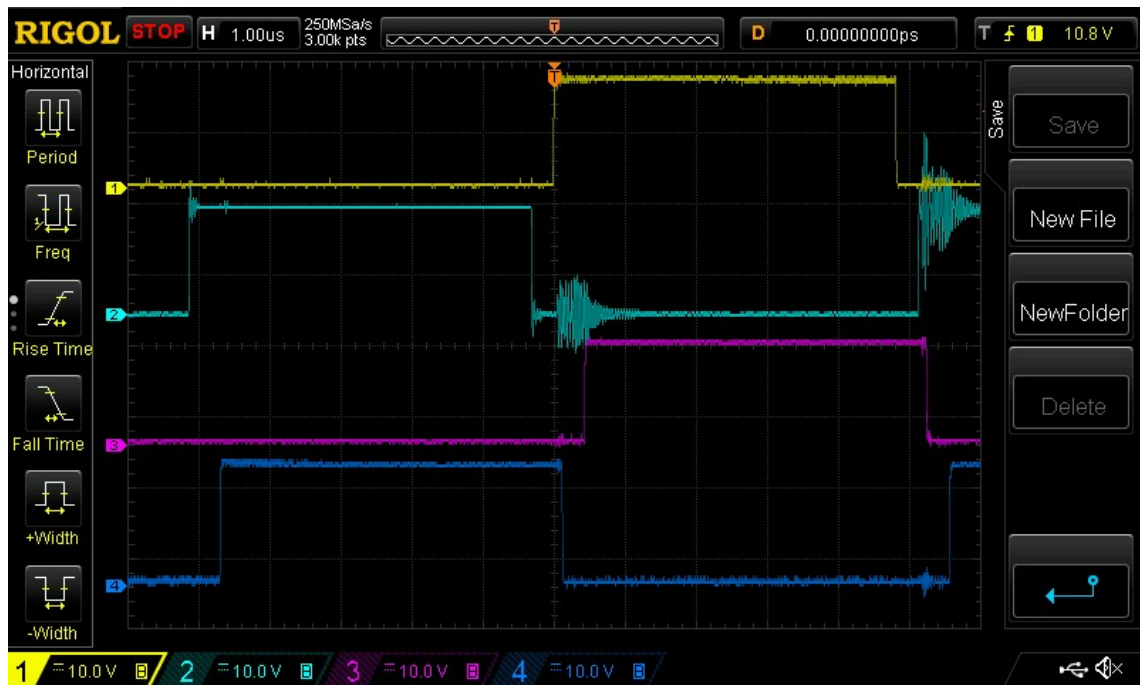 RIGOL STOP H 1.00us 250MSa/s 3.00k pts T D 0.00000000ps T 1 10.8 V
Horizontal
Period
Freq
Rise Time
Fall Time
+Width
-Width
T
1
2
3
4
Save
Save
New File
NewFolder
Delete
1 10.0 V B 2 10.0 V B 3 10.0 V B 4 10.0 V B